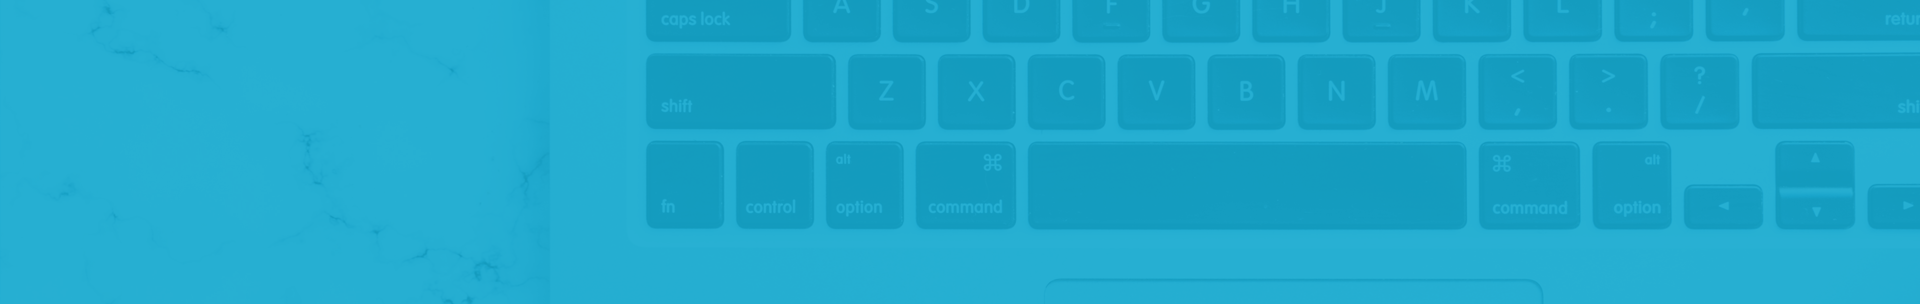 caps lock A S D F G H J K L ; ' retur
shift Z X C V B N M < , > . ? / shi
alt ⌘ ⌘ alt
fn control option command command option